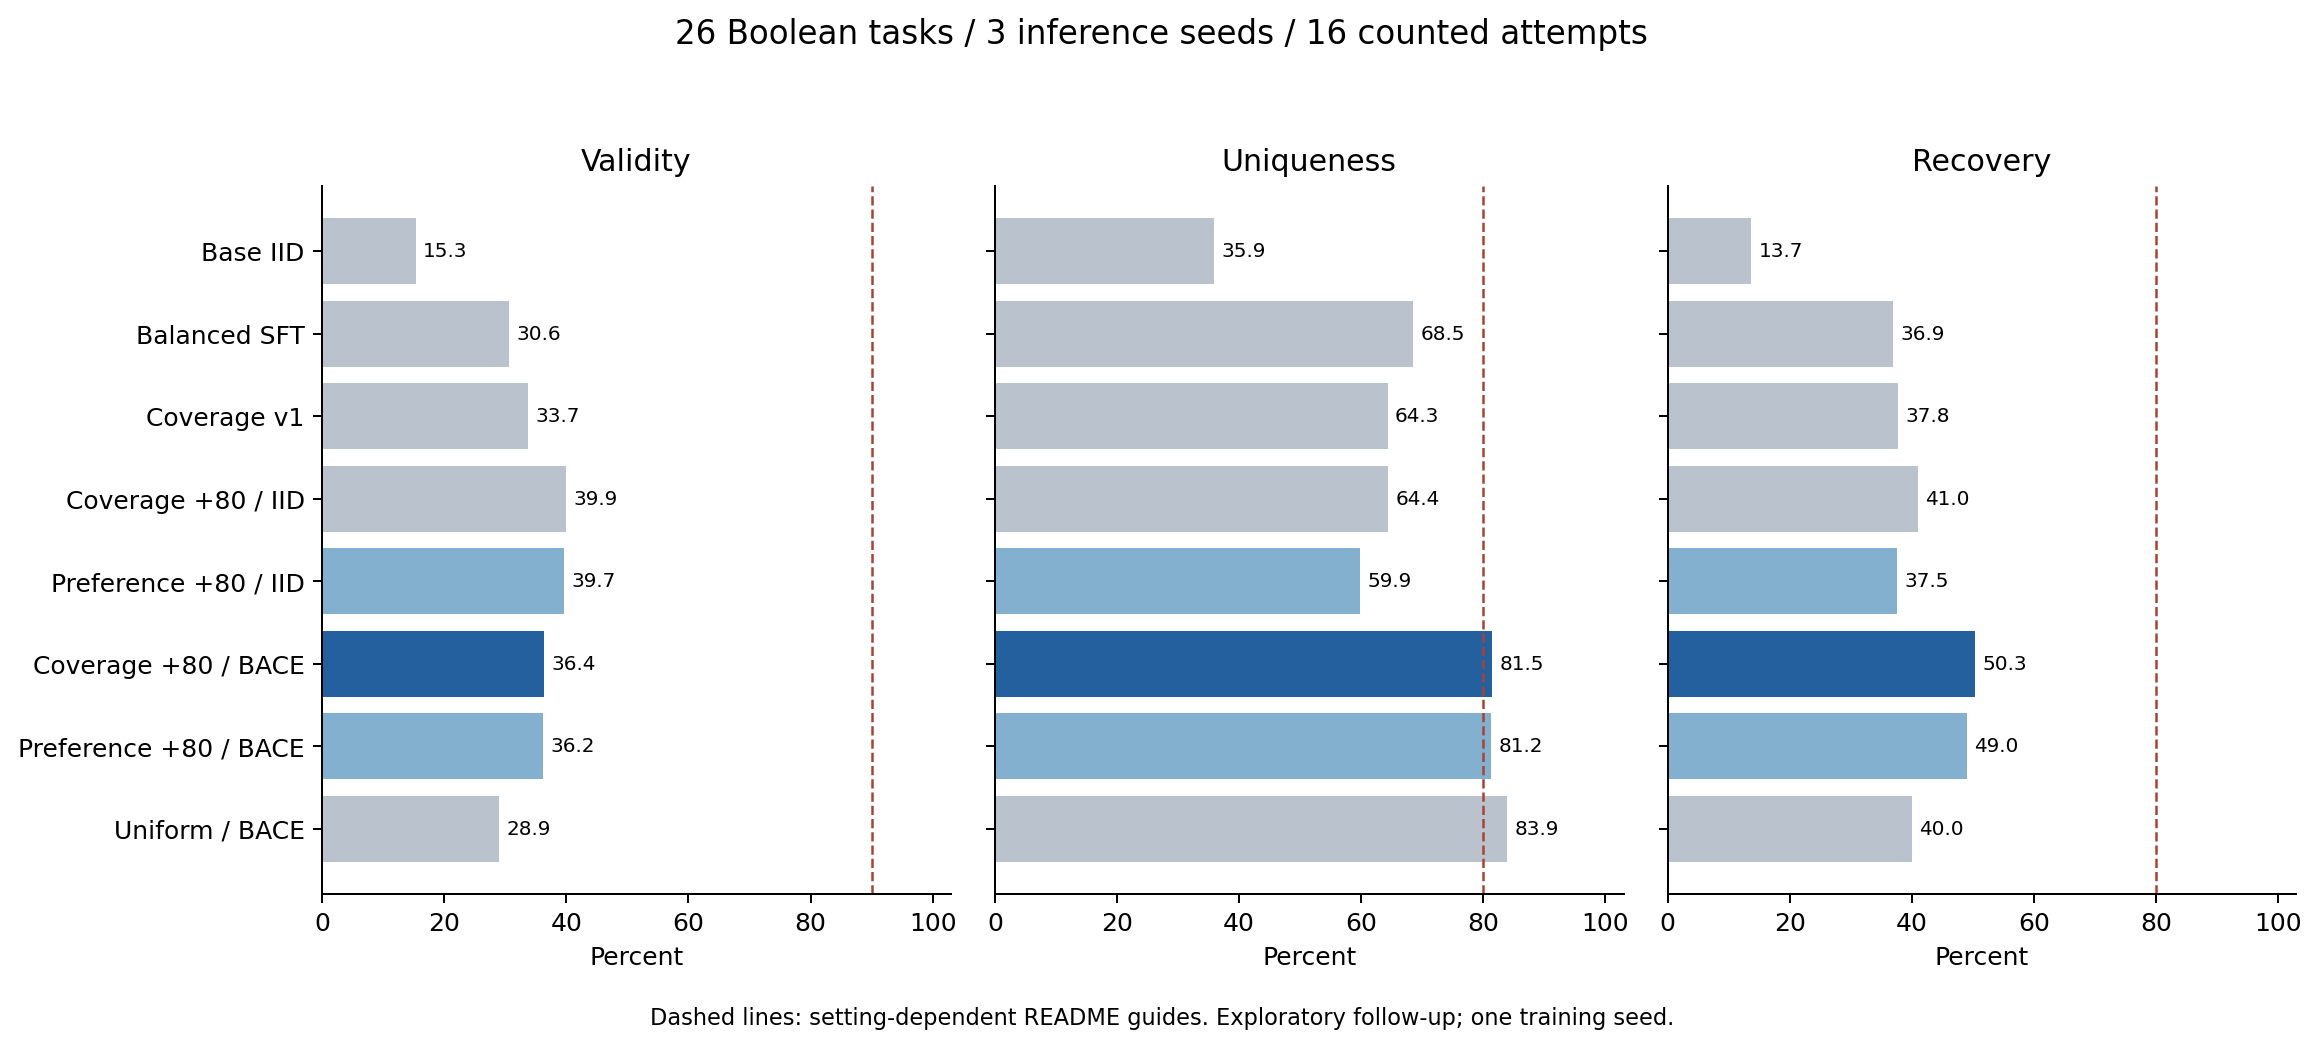 26 Boolean tasks / 3 inference seeds / 16 counted attempts
Validity
Uniqueness
Recovery
Base IID
15.3
35.9
13.7
Balanced SFT
30.6
68.5
36.9
Coverage v1
33.7
64.3
37.8
Coverage +80 / IID
39.9
64.4
41.0
Preference +80 / IID
39.7
59.9
37.5
Coverage +80 / BACE
36.4
81.5
50.3
Preference +80 / BACE
36.2
81.2
49.0
Uniform / BACE
28.9
83.9
40.0
0 20 40 60 80 100
0 20 40 60 80 100
0 20 40 60 80 100
Percent
Percent
Percent
Dashed lines: setting-dependent README guides. Exploratory follow-up; one training seed.